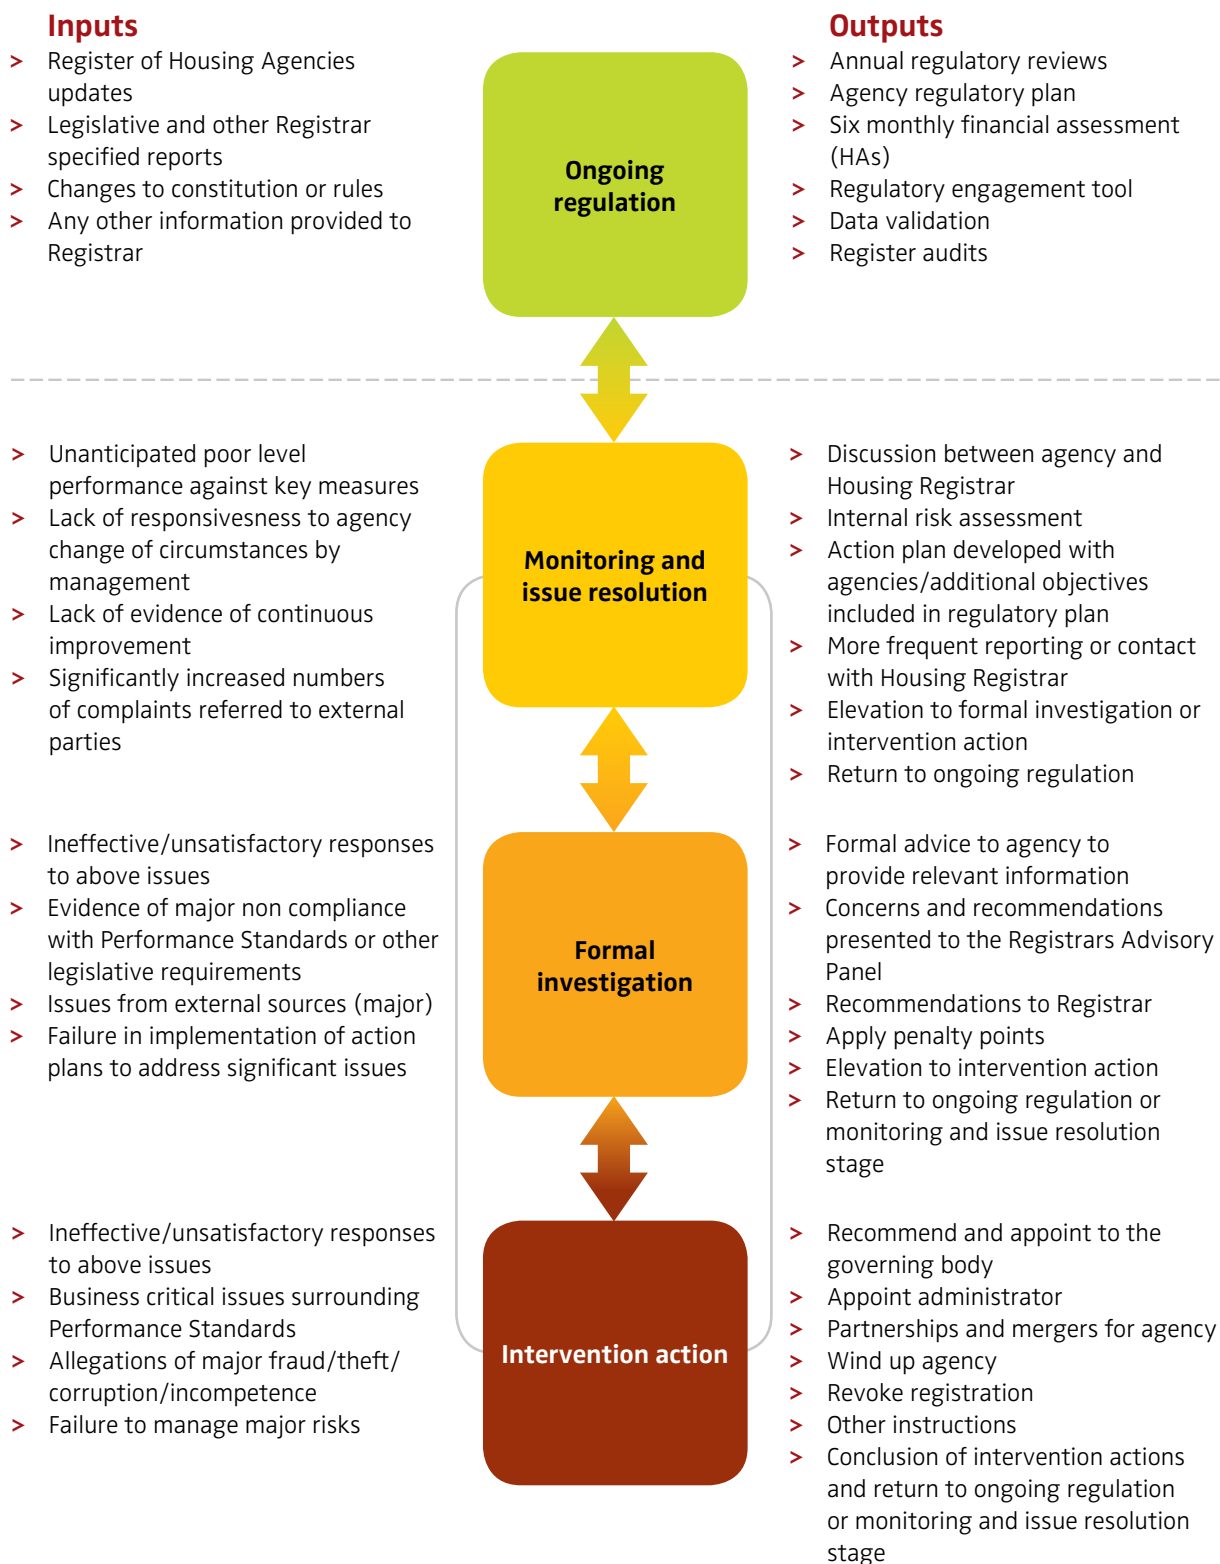 Inputs
> Register of Housing Agencies
updates
> Legislative and other Registrar
specified reports
> Changes to constitution or rules
> Any other information provided to
Registrar
Ongoing
regulation
Outputs
> Annual regulatory reviews
> Agency regulatory plan
> Six monthly financial assessment
(HAs)
> Regulatory engagement tool
> Data validation
> Register audits
> Unanticipated poor level
performance against key measures
> Lack of responsivesness to agency
change of circumstances by
management
> Lack of evidence of continuous
improvement
> Significantly increased numbers
of complaints referred to external
parties
Monitoring and
issue resolution
> Discussion between agency and
Housing Registrar
> Internal risk assessment
> Action plan developed with
agencies/additional objectives
included in regulatory plan
> More frequent reporting or contact
with Housing Registrar
> Elevation to formal investigation or
intervention action
> Return to ongoing regulation
> Ineffective/unsatisfactory responses
to above issues
> Evidence of major non compliance
with Performance Standards or other
legislative requirements
> Issues from external sources (major)
> Failure in implementation of action
plans to address significant issues
Formal
investigation
> Formal advice to agency to
provide relevant information
> Concerns and recommendations
presented to the Registrars Advisory
Panel
> Recommendations to Registrar
> Apply penalty points
> Elevation to intervention action
> Return to ongoing regulation or
monitoring and issue resolution
stage
> Ineffective/unsatisfactory responses
to above issues
> Business critical issues surrounding
Performance Standards
> Allegations of major fraud/theft/
corruption/incompetence
> Failure to manage major risks
Intervention action
> Recommend and appoint to the
governing body
> Appoint administrator
> Partnerships and mergers for agency
> Wind up agency
> Revoke registration
> Other instructions
> Conclusion of intervention actions
and return to ongoing regulation
or monitoring and issue resolution
stage